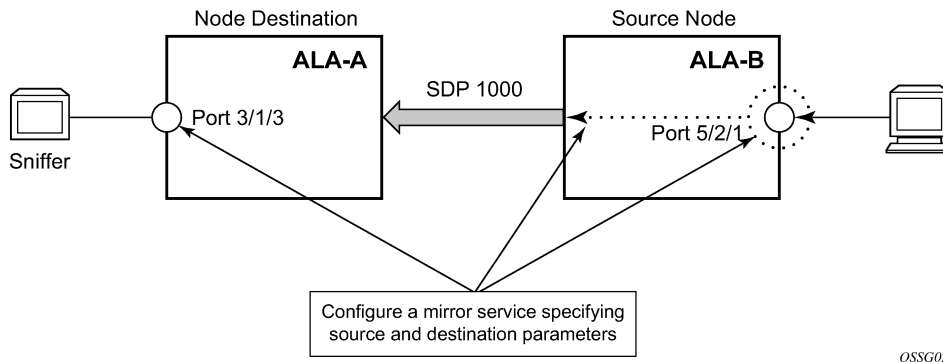 Node Destination
Source Node
ALA-A
ALA-B
SDP 1000
Port 3/1/3
Port 5/2/1
Sniffer
Configure a mirror service specifying
source and destination parameters